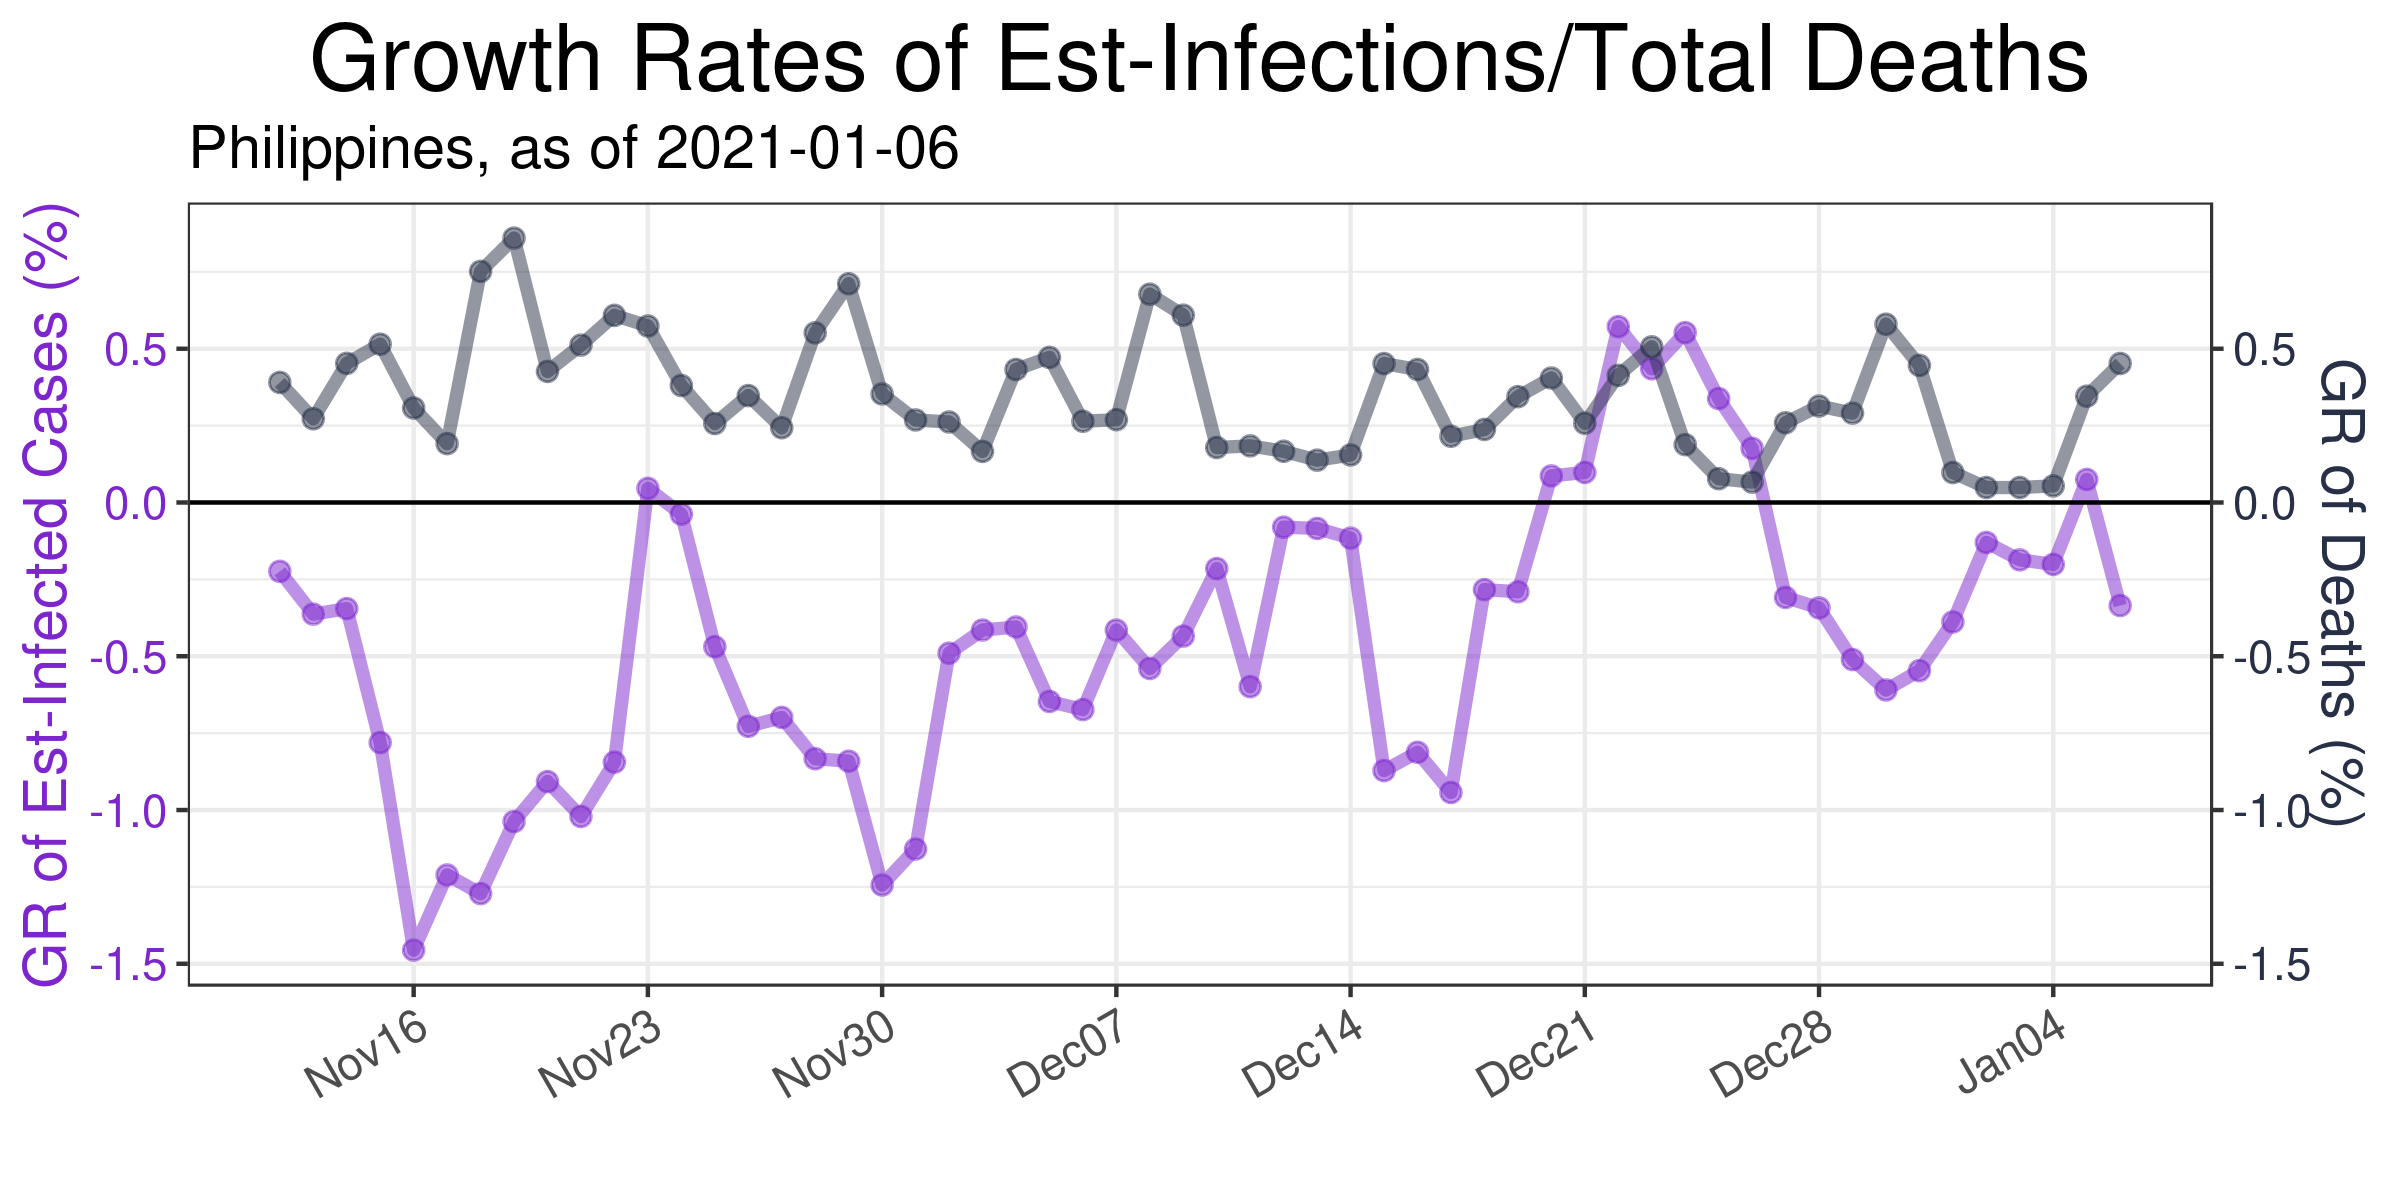 Growth Rates of Est-Infections/Total Deaths
Philippines, as of 2021-01-06
GR of Est-Infected Cases (%)
0.5
0.0
-0.5
-1.0
-1.5
0.5
0.0
-0.5
-1.0
-1.5
GR of Deaths (%)
Nov16
Nov23
Nov30
Dec07
Dec14
Dec21
Dec28
Jan04